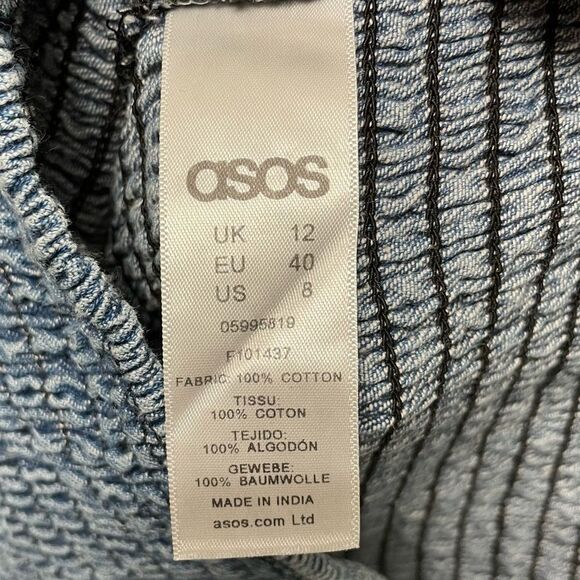 asos
UK 12
EU 40
US 8
05995819
F101437
FABRIC: 100% COTTON
TISSU:
100% COTON
TEJIDO:
100% ALGODÓN
GEWEBE:
100% BAUMWOLLE
MADE IN INDIA
asos.com Ltd